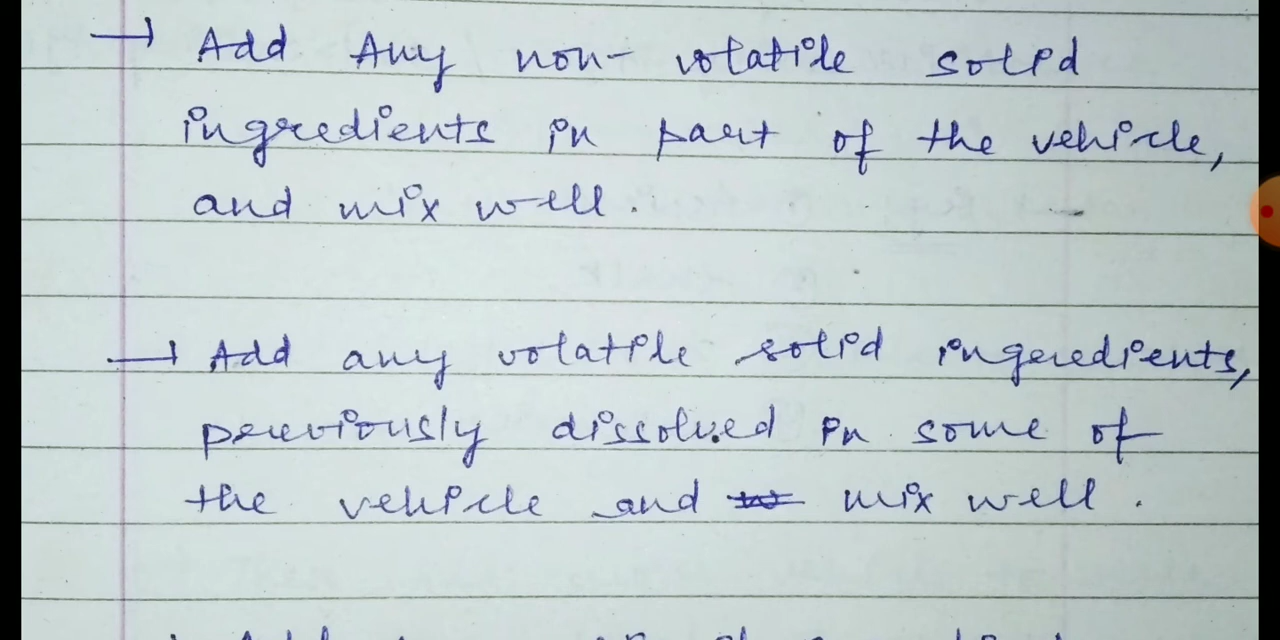 → Add Any non-volatile solid
ingredients in part of the vehicle,
and mix well.
→ Add any volatile solid ingredients,
previously dissolved in some of
the vehicle and mix well.